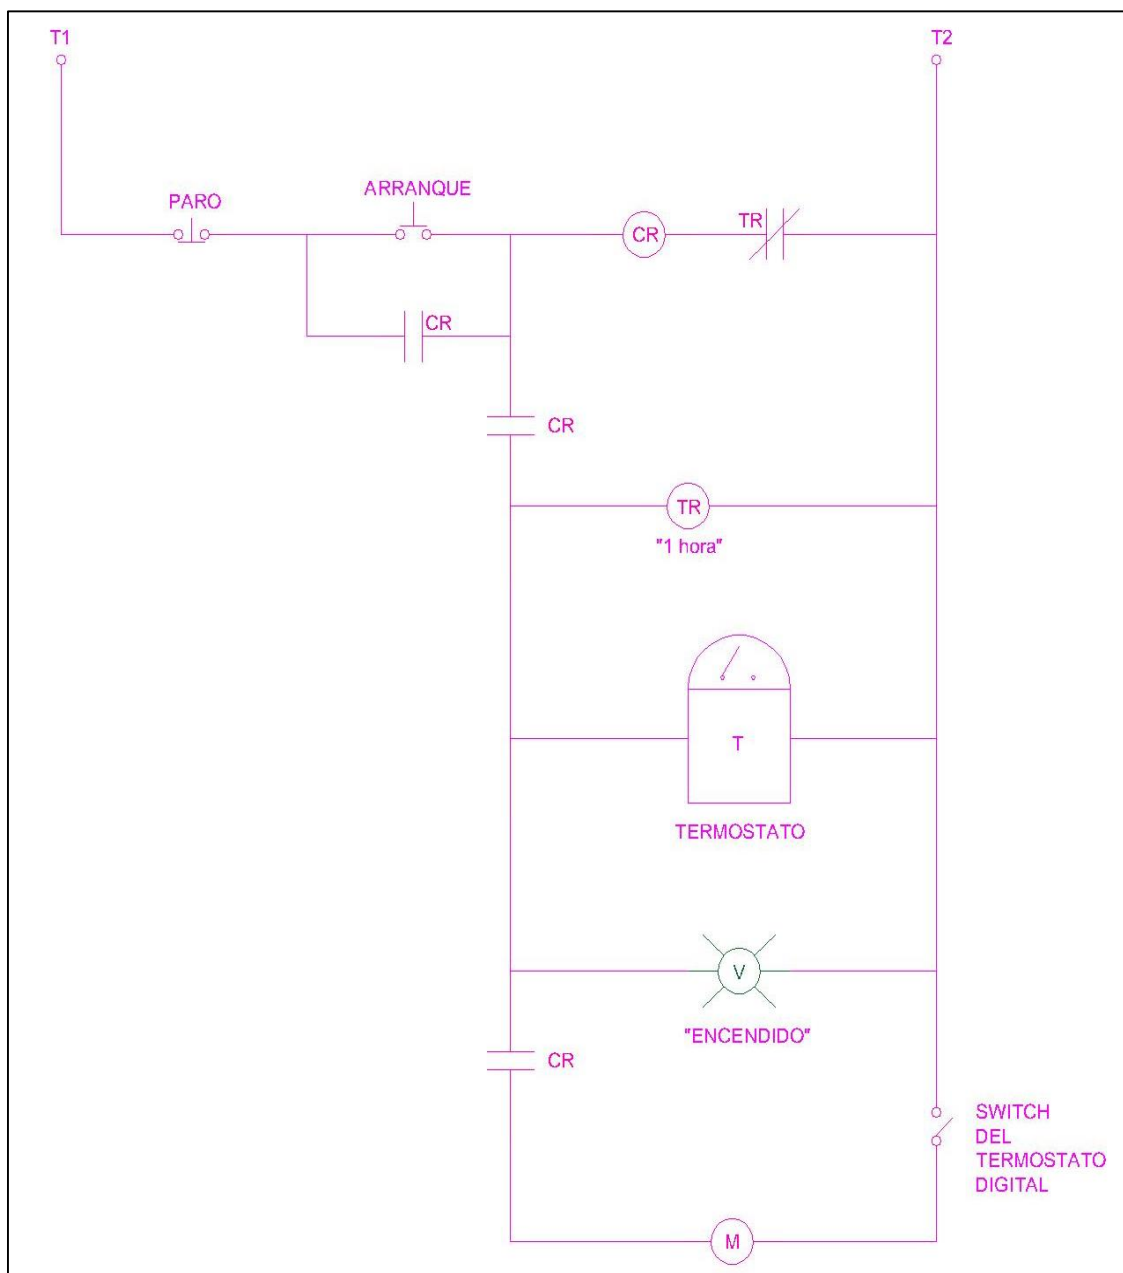 T1
T2
PARO
ARRANQUE
CR
TR
CR
CR
TR
"1 hora"
T
TERMOSTATO
V
"ENCENDIDO"
CR
SWITCH
DEL
TERMOSTATO
DIGITAL
M